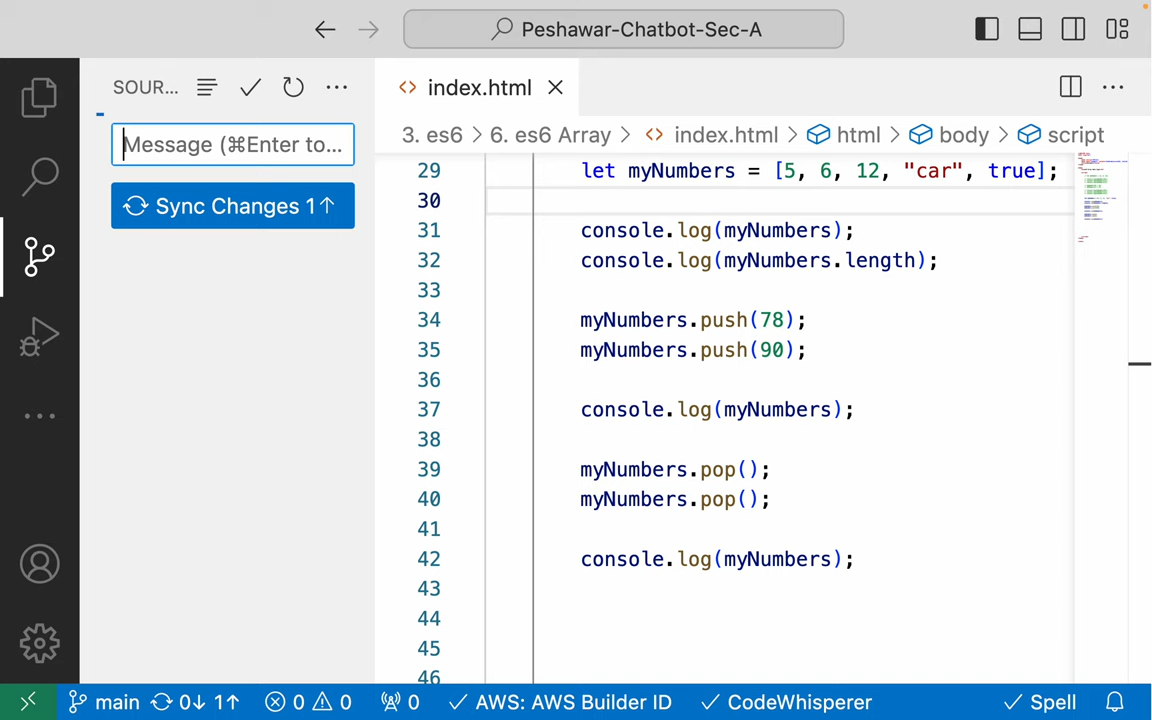 Peshawar-Chatbot-Sec-A
SOUR...
index.html
Message (⌘Enter to...
Sync Changes 1↑
3. es6 > 6. es6 Array > index.html > html > body > script
29 let myNumbers = [5, 6, 12, "car", true];
30
31 console.log(myNumbers);
32 console.log(myNumbers.length);
33
34 myNumbers.push(78);
35 myNumbers.push(90);
36
37 console.log(myNumbers);
38
39 myNumbers.pop();
40 myNumbers.pop();
41
42 console.log(myNumbers);
43
44
45
46
main 0↓ 1↑ 0 0 0 AWS: AWS Builder ID CodeWhisperer Spell